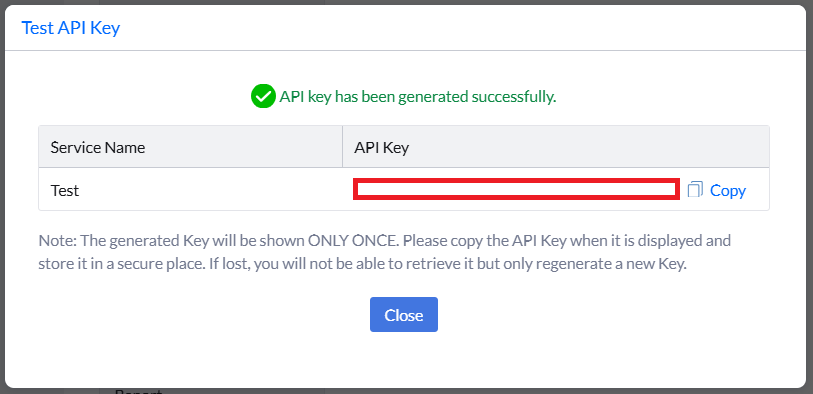 Test API Key
API key has been generated successfully.
Service Name API Key
Test Copy
Note: The generated Key will be shown ONLY ONCE. Please copy the API Key when it is displayed and
store it in a secure place. If lost, you will not be able to retrieve it but only regenerate a new Key.
Close